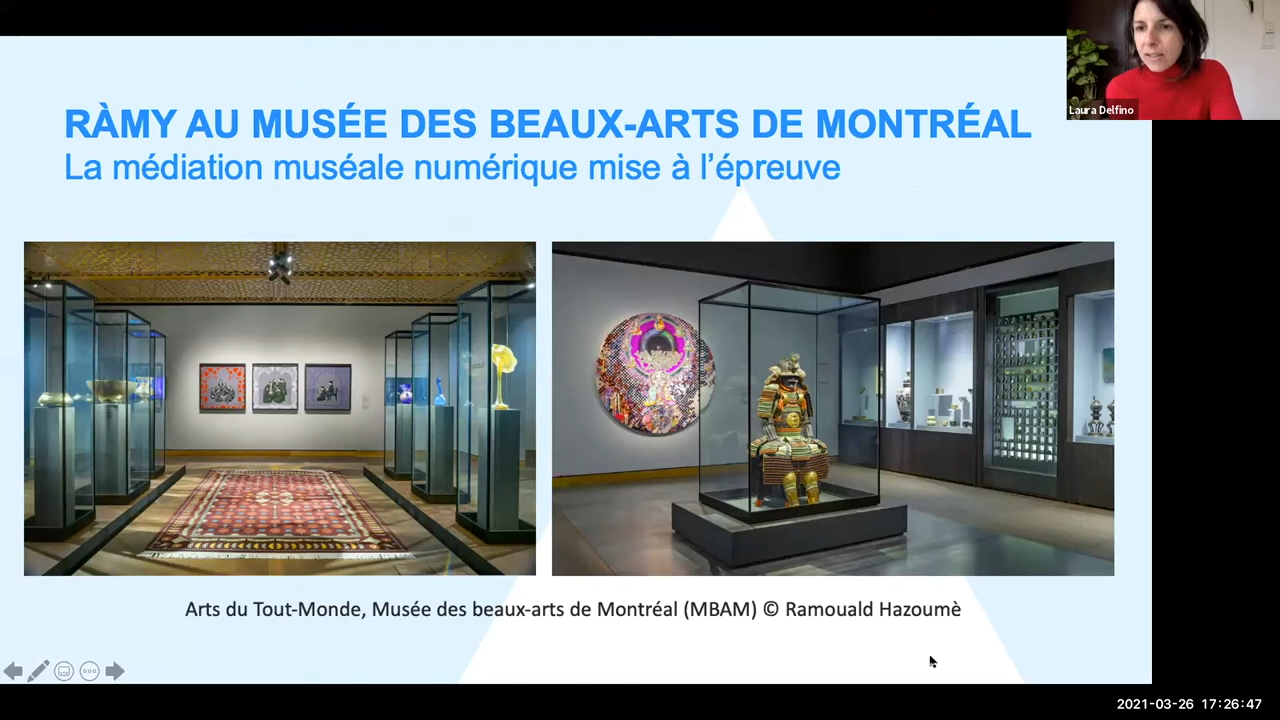 Laura Delfino
RÀMY AU MUSÉE DES BEAUX-ARTS DE MONTRÉAL
La médiation muséale numérique mise à l'épreuve
Arts du Tout-Monde, Musée des beaux-arts de Montréal (MBAM) © Ramouald Hazoumè
2021-03-26 17:26:47